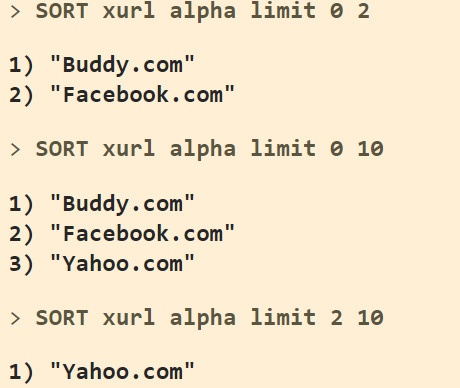 > SORT xurl alpha limit 0 2
1) "Buddy.com"
2) "Facebook.com"
> SORT xurl alpha limit 0 10
1) "Buddy.com"
2) "Facebook.com"
3) "Yahoo.com"
> SORT xurl alpha limit 2 10
1) "Yahoo.com"